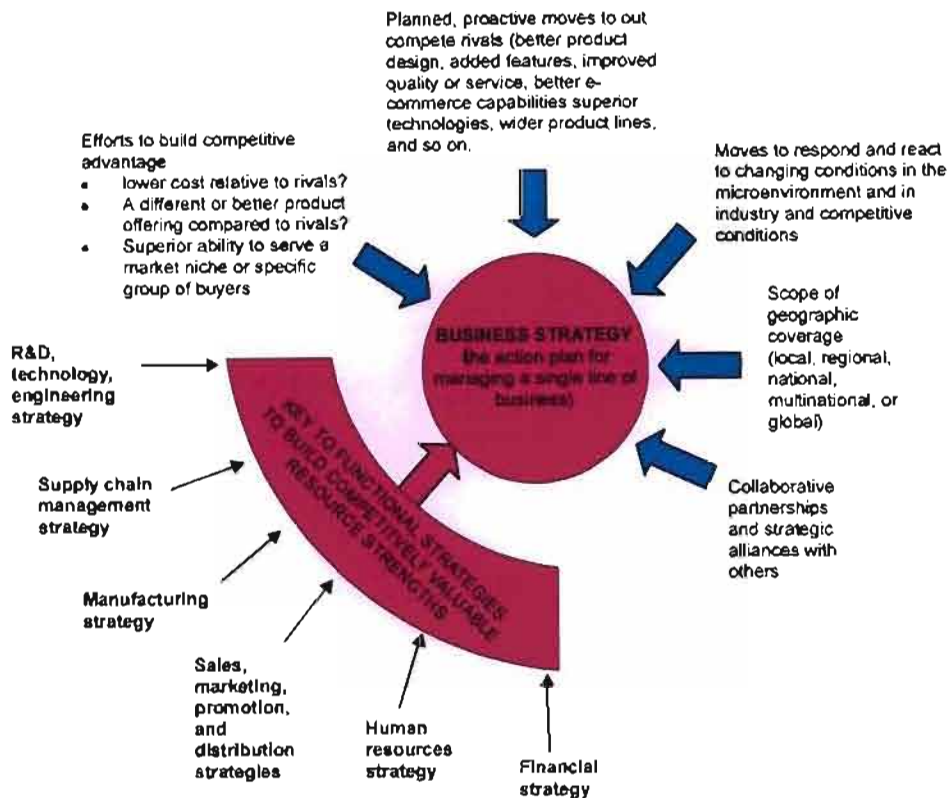 Planned, proactive moves to out
compete rivals (better product
design, added features, improved
quality or service, better e-
commerce capabilities superior
technologies, wider product lines,
and so on.
Efforts to build competitive
advantage
• lower cost relative to rivals?
• A different or better product
offering compared to rivals?
• Superior ability to serve a
market niche or specific
group of buyers
Moves to respond and react
to changing conditions in the
microenvironment and in
industry and competitive
conditions
Scope of
geographic
coverage
(local, regional,
national,
multinational, or
global)
Collaborative
partnerships
and strategic
alliances with
others
BUSINESS STRATEGY
the action plan for
managing a single line of
business)
KEY TO FUNCTIONAL STRATEGIES
TO BUILD COMPETITIVELY VALUABLE
RESOURCE STRENGTHS
R&D,
technology,
engineering
strategy
Supply chain
management
strategy
Manufacturing
strategy
Sales,
marketing,
promotion,
and
distribution
strategies
Human
resources
strategy
Financial
strategy